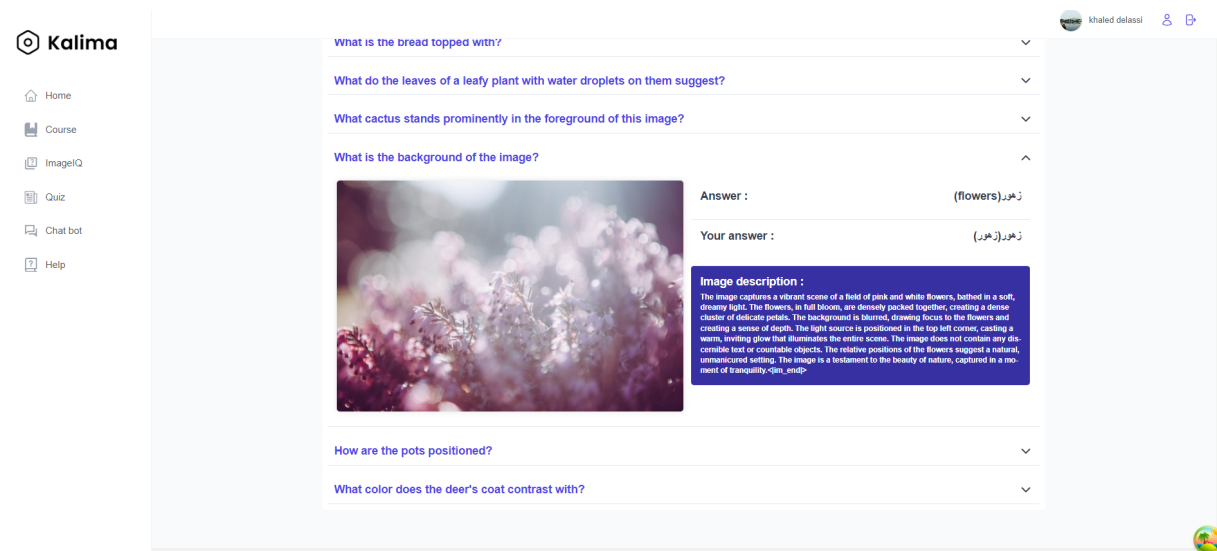 khaled delassi
Kalima
Home
Course
ImageIQ
Quiz
Chat bot
Help
What is the bread topped with?
What do the leaves of a leafy plant with water droplets on them suggest?
What cactus stands prominently in the foreground of this image?
What is the background of the image?
Answer :
زهور(flowers)
Your answer :
زهور(زهور)
Image description :
The image captures a vibrant scene of a field of pink and white flowers, bathed in a soft,
dreamy light. The flowers, in full bloom, are densely packed together, creating a dense
cluster of delicate petals. The background is blurred, drawing focus to the flowers and
creating a sense of depth. The light source is positioned in the top left corner, casting a
warm, inviting glow that illuminates the entire scene. The image does not contain any dis-
cernible text or countable objects. The relative positions of the flowers suggest a natural,
unmanicured setting. The image is a testament to the beauty of nature, captured in a mo-
ment of tranquility.<|im_end|>
How are the pots positioned?
What color does the deer's coat contrast with?